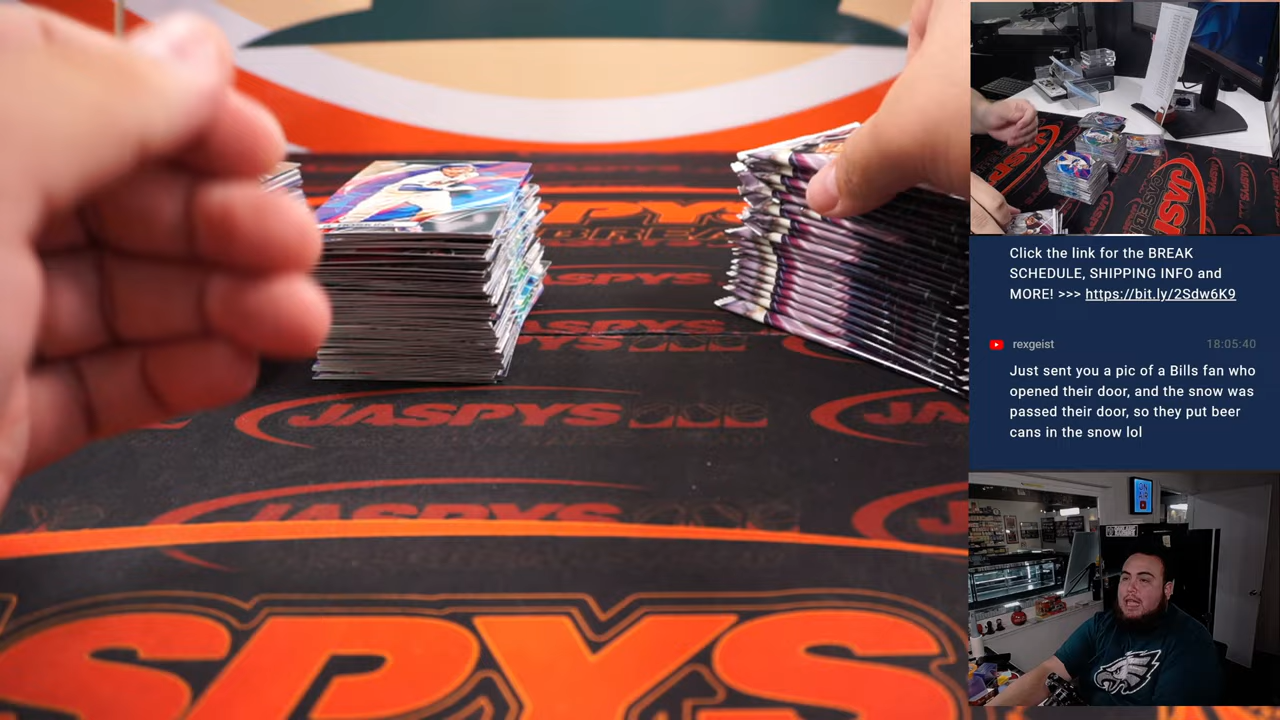 Click the link for the BREAK
SCHEDULE, SHIPPING INFO and
MORE! >>> https://bit.ly/2Sdw6K9
rexgeist 18:05:40
Just sent you a pic of a Bills fan who
opened their door, and the snow was
passed their door, so they put beer
cans in the snow lol
JASPYS
JASPYS
JASPYS